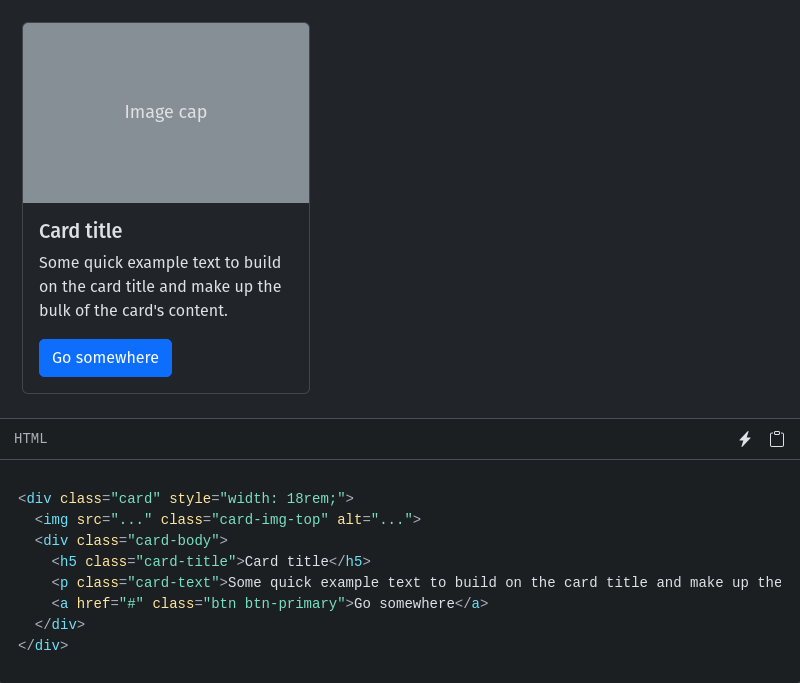 Image cap
Card title
Some quick example text to build
on the card title and make up the
bulk of the card's content.
Go somewhere
HTML
<div class="card" style="width: 18rem;">
  <img src="..." class="card-img-top" alt="...">
  <div class="card-body">
    <h5 class="card-title">Card title</h5>
    <p class="card-text">Some quick example text to build on the card title and make up the
    <a href="#" class="btn btn-primary">Go somewhere</a>
  </div>
</div>